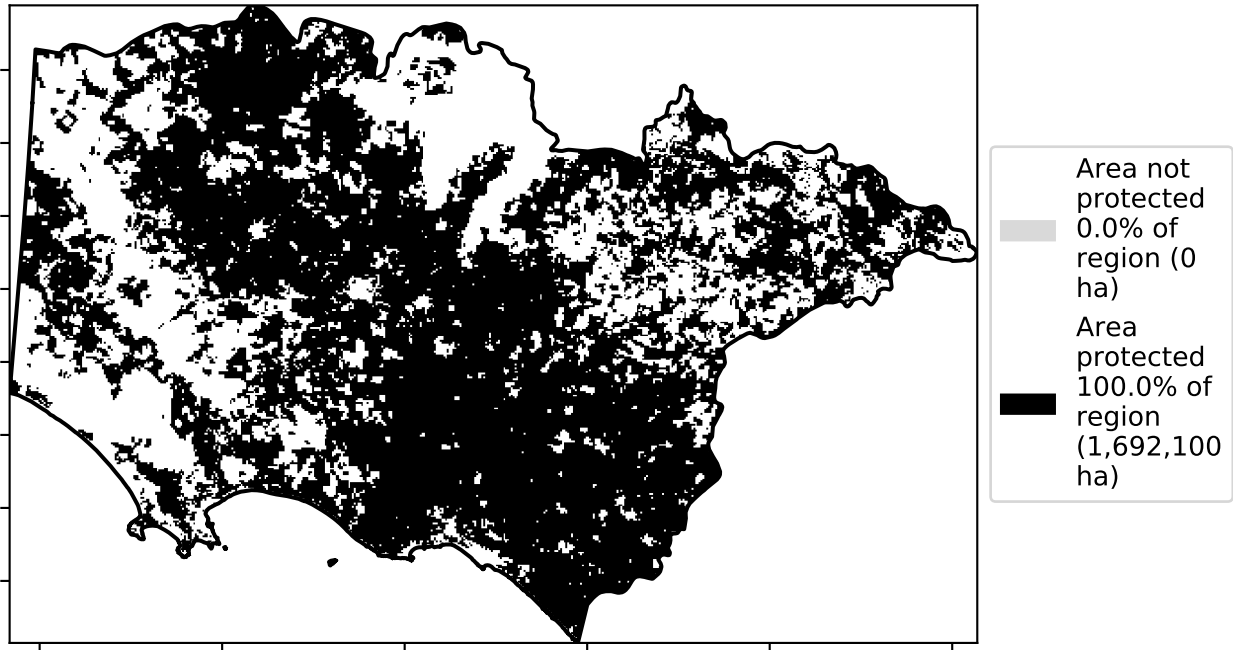 Area not
protected
0.0% of
region (0
ha)
Area
protected
100.0% of
region
(1,692,100
ha)